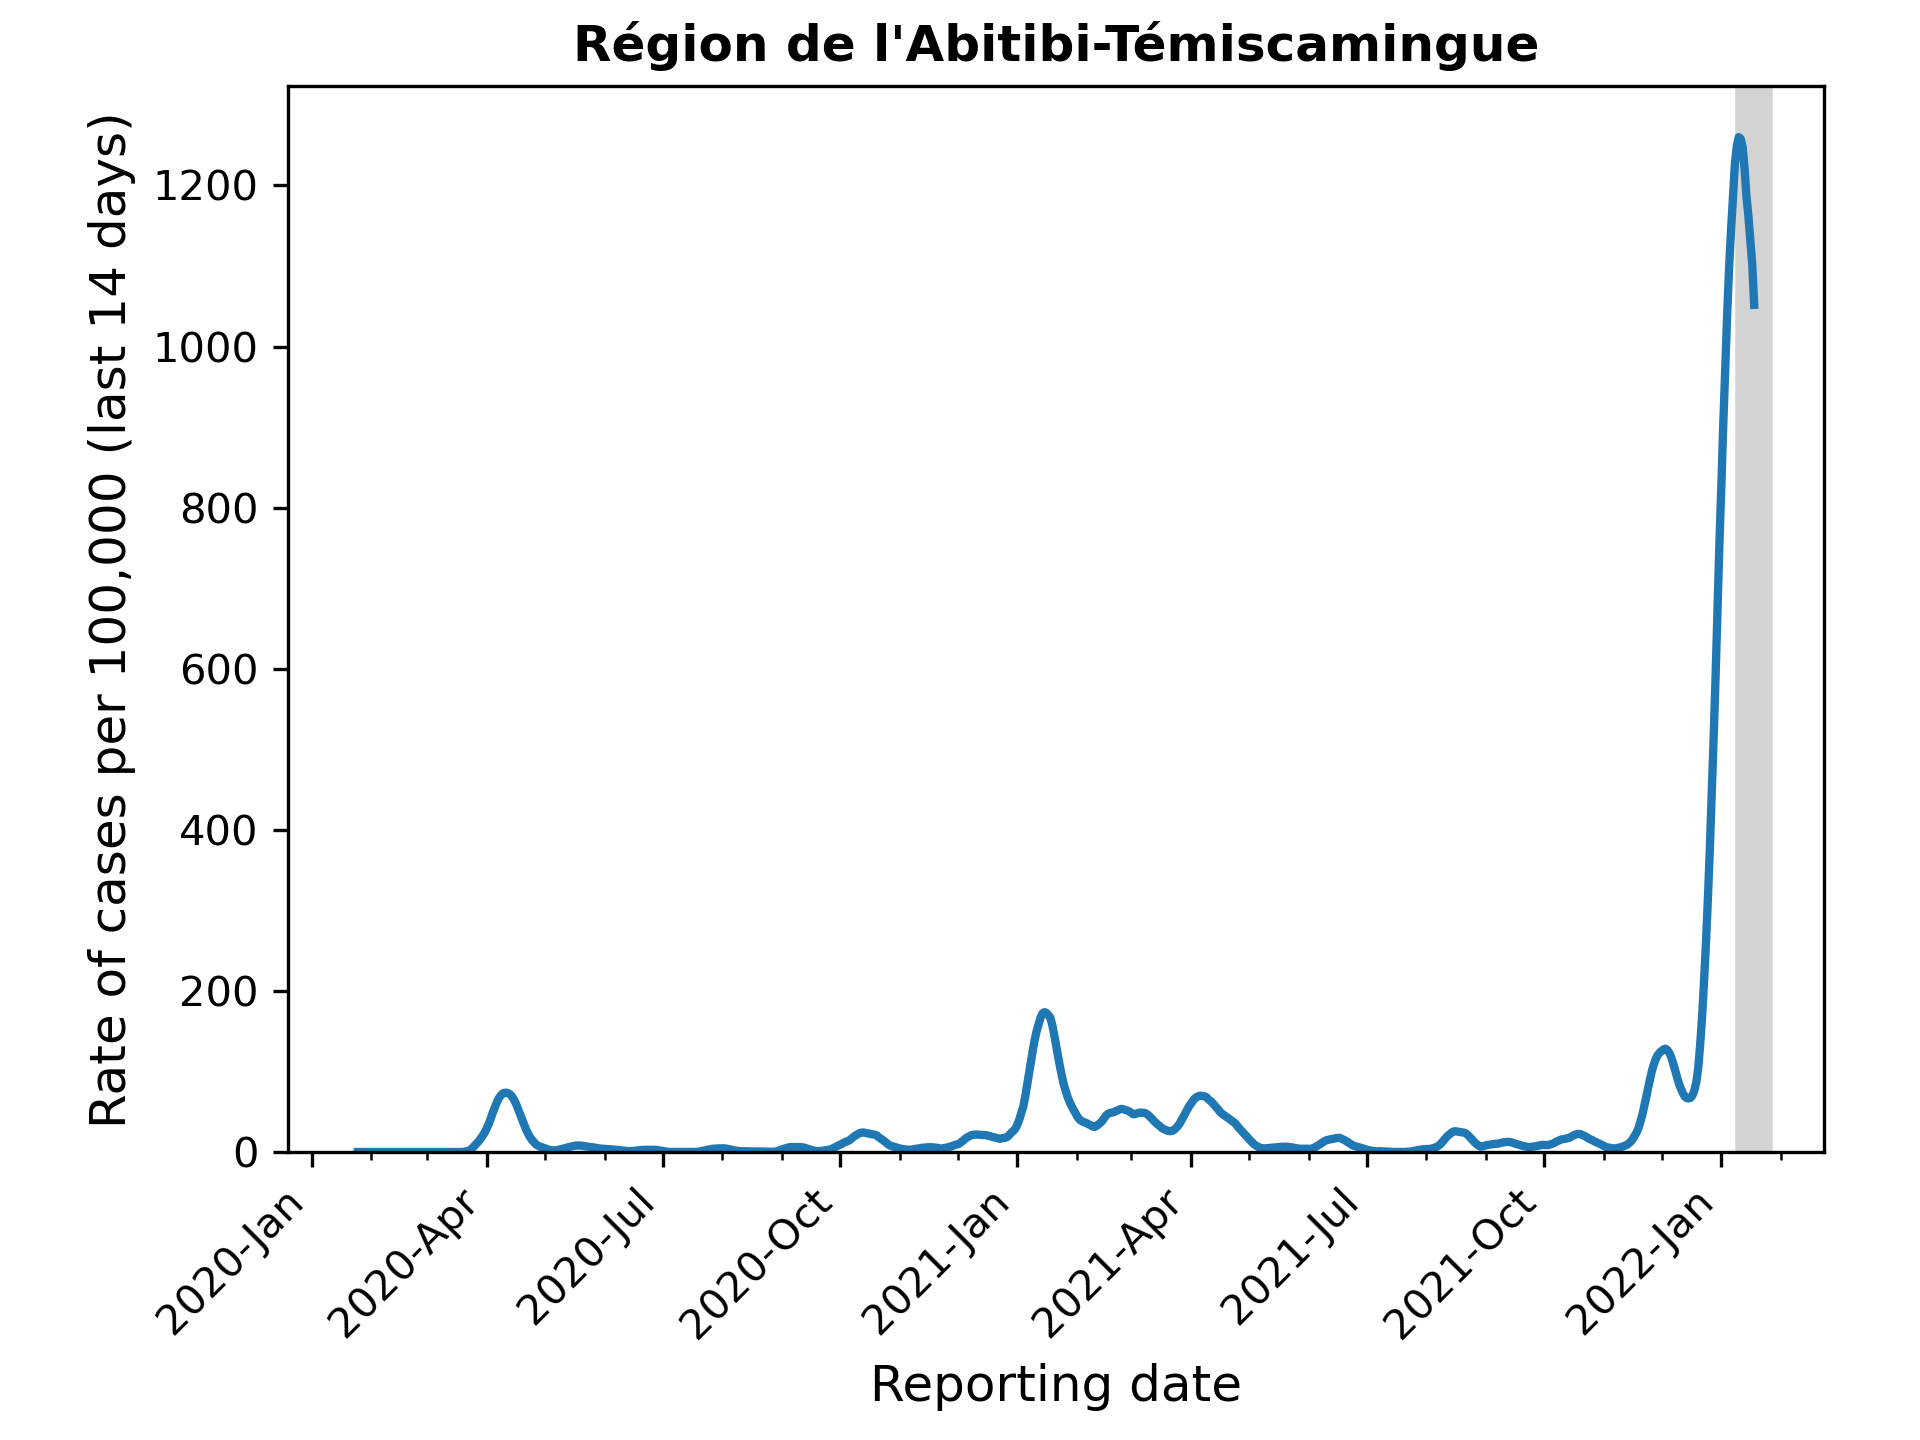 Région de l'Abitibi-Témiscamingue
Rate of cases per 100,000 (last 14 days)
1200
1000
800
600
400
200
0
2020-Jan
2020-Apr
2020-Jul
2020-Oct
2021-Jan
2021-Apr
2021-Jul
2021-Oct
2022-Jan
Reporting date